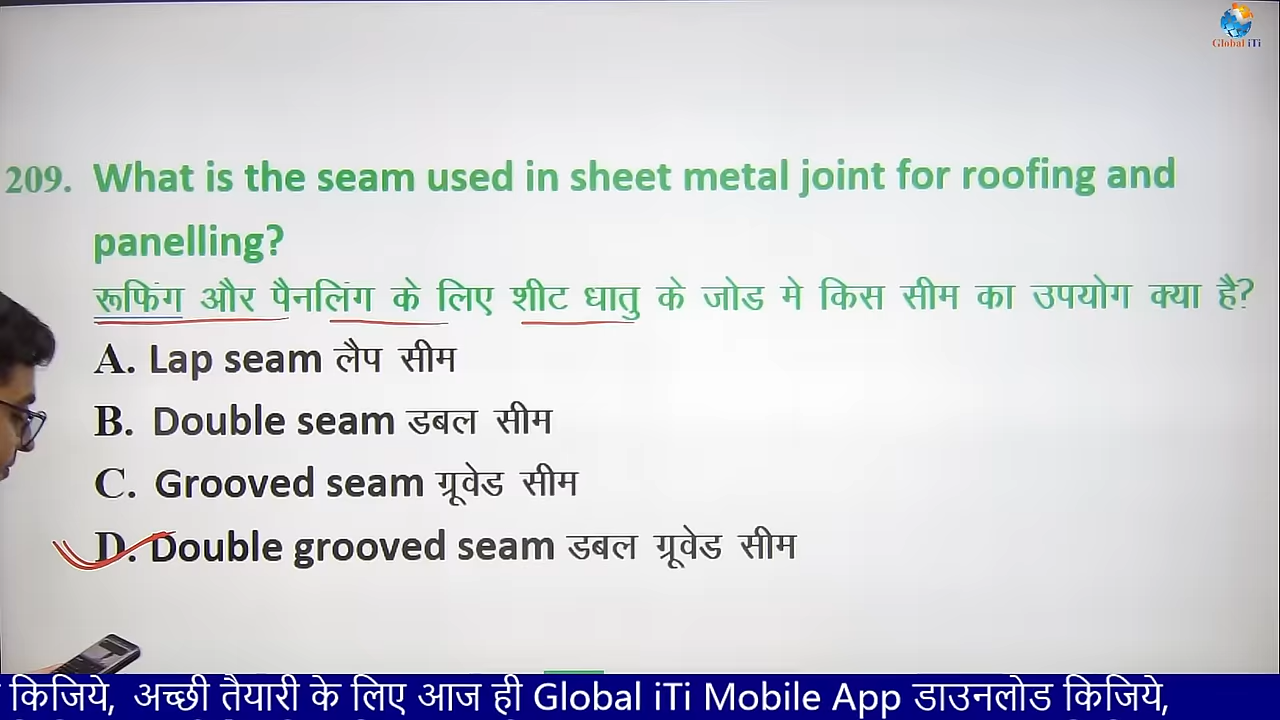 Global iTi
209. What is the seam used in sheet metal joint for roofing and
panelling?
रूफिंग और पैनलिंग के लिए शीट धातु के जोड मे किस सीम का उपयोग क्या है?
A. Lap seam लैप सीम
B. Double seam डबल सीम
C. Grooved seam ग्रूवेड सीम
D. Double grooved seam डबल ग्रूवेड सीम
किजिये, अच्छी तैयारी के लिए आज ही Global iTi Mobile App डाउनलोड किजिये,